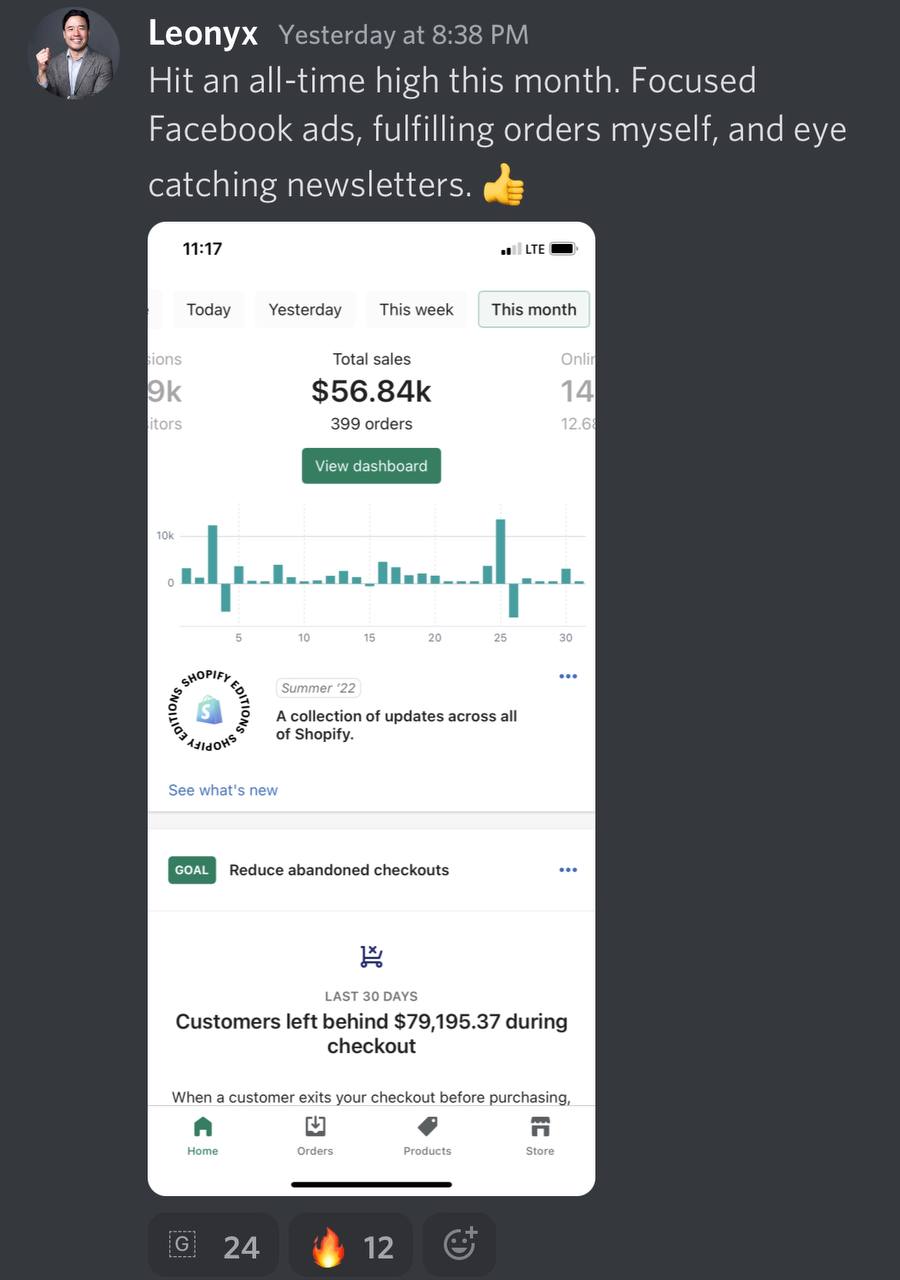 Leonyx Yesterday at 8:38 PM
Hit an all-time high this month. Focused
Facebook ads, fulfilling orders myself, and eye
catching newsletters. 👍
11:17 LTE
Today Yesterday This week This month
sions Total sales Onlin
9k $56.84k 14
itors 399 orders 12.68
View dashboard
10k
0
5 10 15 20 25 30
SHOPIFY EDITIONS SHOPIFY EDITIONS
Summer ‘22
A collection of updates across all
of Shopify.
See what's new
GOAL Reduce abandoned checkouts
LAST 30 DAYS
Customers left behind $79,195.37 during
checkout
When a customer exits your checkout before purchasing,
Home Orders Products Store
G 24 🔥 12